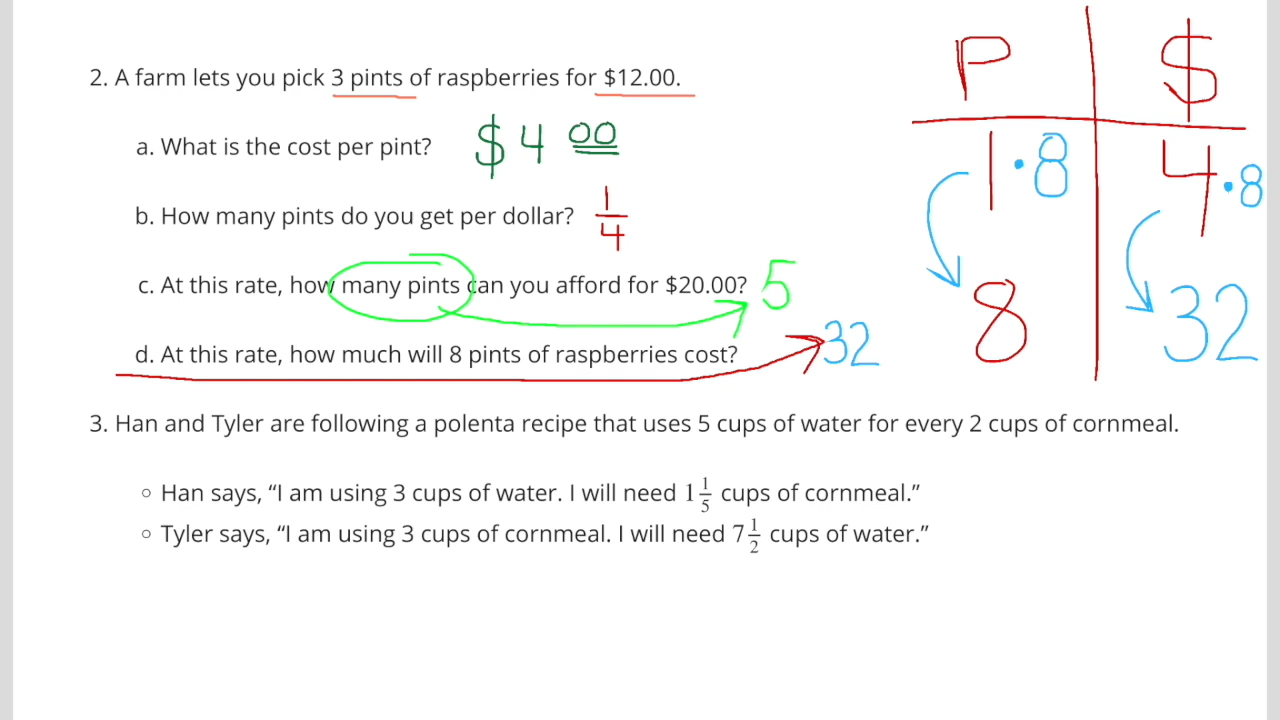 2. A farm lets you pick 3 pints of raspberries for $12.00.
a. What is the cost per pint? $4 00
b. How many pints do you get per dollar? 1/4
c. At this rate, how many pints can you afford for $20.00? 5
d. At this rate, how much will 8 pints of raspberries cost? 32
P $
1·8 4·8
8 32
3. Han and Tyler are following a polenta recipe that uses 5 cups of water for every 2 cups of cornmeal.
○ Han says, “I am using 3 cups of water. I will need 1 1/5 cups of cornmeal.”
○ Tyler says, “I am using 3 cups of cornmeal. I will need 7 1/2 cups of water.”